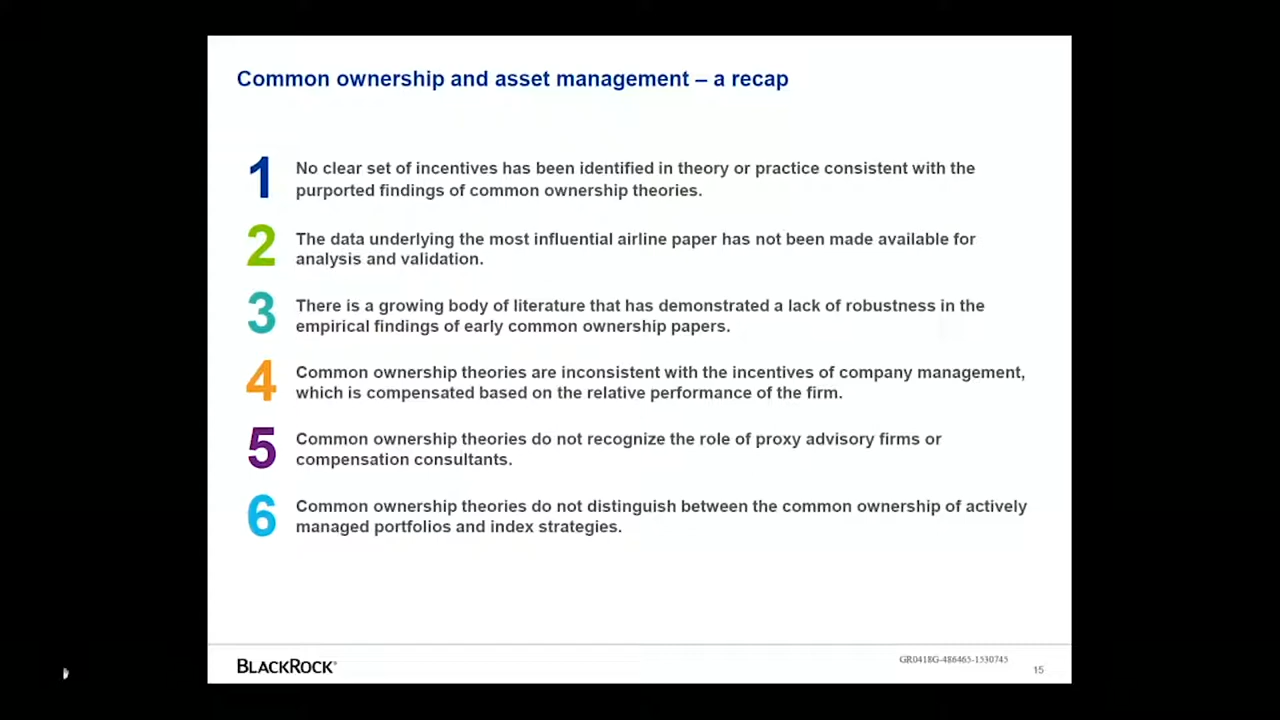 Common ownership and asset management – a recap
1
No clear set of incentives has been identified in theory or practice consistent with the
purported findings of common ownership theories.
2
The data underlying the most influential airline paper has not been made available for
analysis and validation.
3
There is a growing body of literature that has demonstrated a lack of robustness in the
empirical findings of early common ownership papers.
4
Common ownership theories are inconsistent with the incentives of company management,
which is compensated based on the relative performance of the firm.
5
Common ownership theories do not recognize the role of proxy advisory firms or
compensation consultants.
6
Common ownership theories do not distinguish between the common ownership of actively
managed portfolios and index strategies.
BLACKROCK®
GR0418G-486465-1530745
15